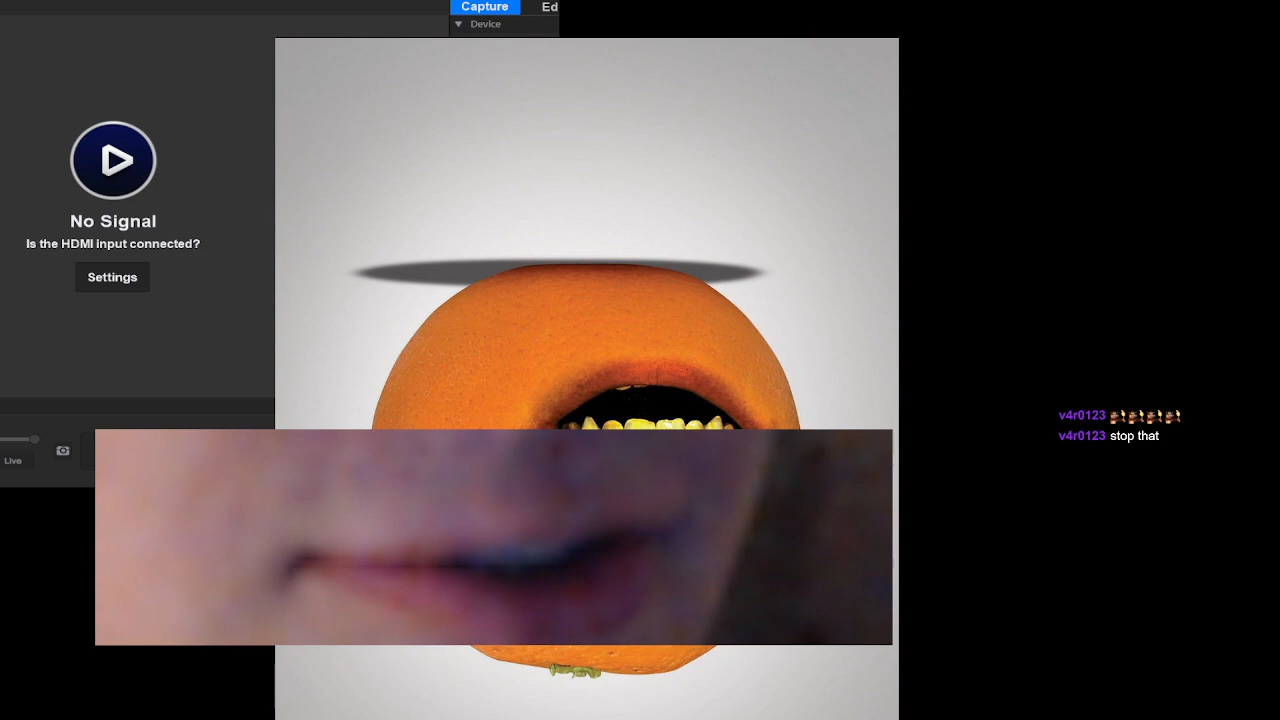 Capture
Ed
Device
No Signal
Is the HDMI input connected?
Settings
Live
v4r0123
v4r0123 stop that